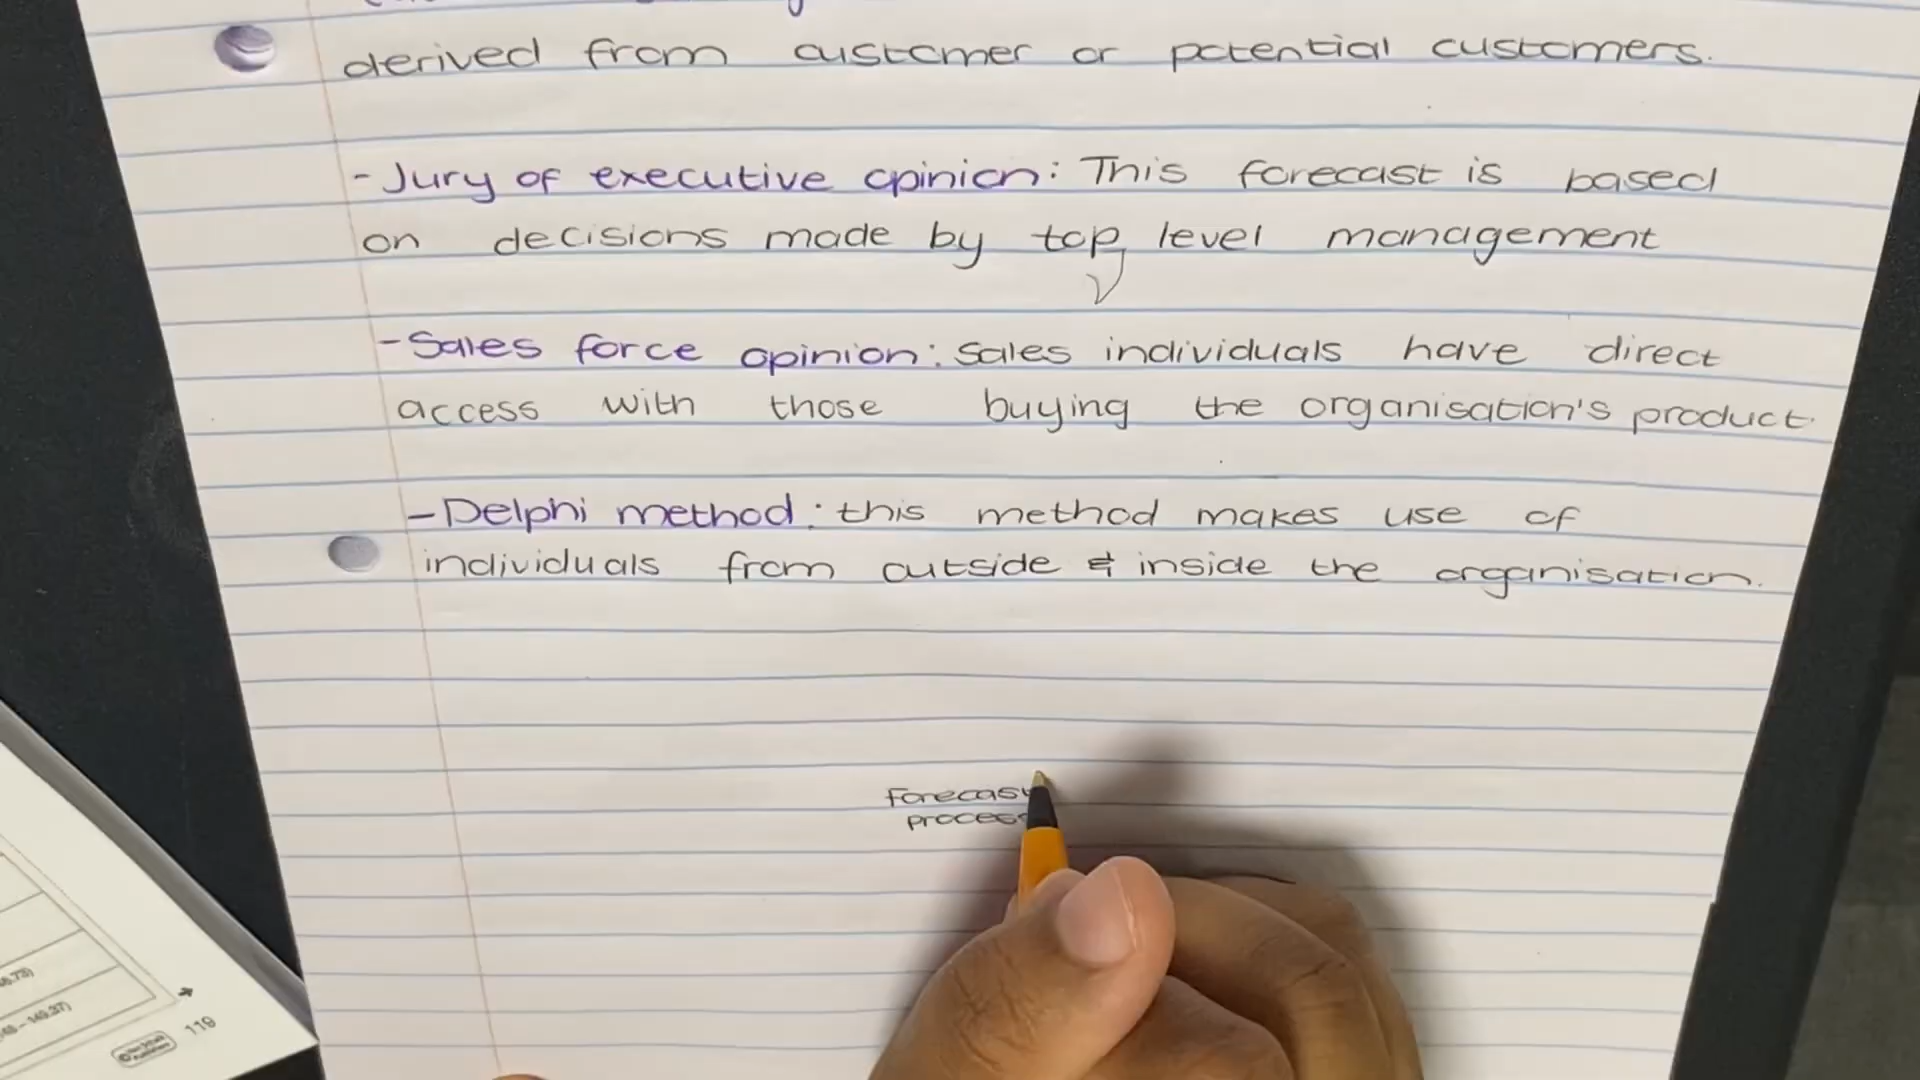 derived from customer or potential customers.
- Jury of executive opinion: This forecast is based
on decisions made by top level management
- Sales force opinion: Sales individuals have direct
access with those buying the organisation's product.
- Delphi method: this method makes use of
individuals from outside & inside the organisation.
Forecast
process
119